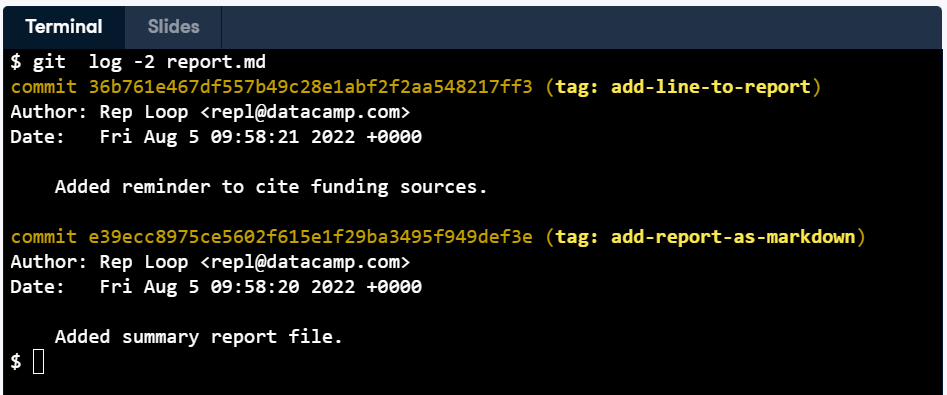 Terminal
Slides
$ git  log -2 report.md
commit 36b761e467df557b49c28e1abf2f2aa548217ff3 (tag: add-line-to-report)
Author: Rep Loop <repl@datacamp.com>
Date:   Fri Aug 5 09:58:21 2022 +0000
    Added reminder to cite funding sources.
commit e39ecc8975ce5602f615e1f29ba3495f949def3e (tag: add-report-as-markdown)
Author: Rep Loop <repl@datacamp.com>
Date:   Fri Aug 5 09:58:20 2022 +0000
    Added summary report file.
$